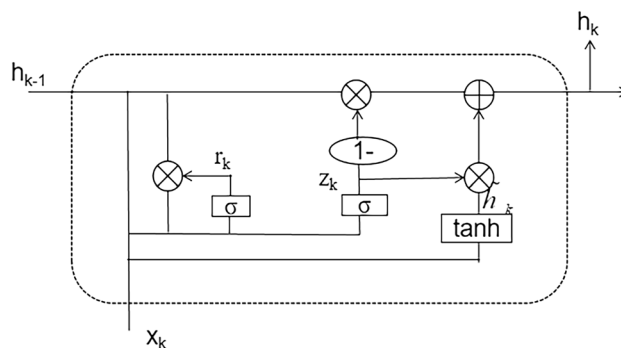 h_k
h_{k-1}
1-
r_k
z_k
σ
σ
h̃_k
tanh
x_k